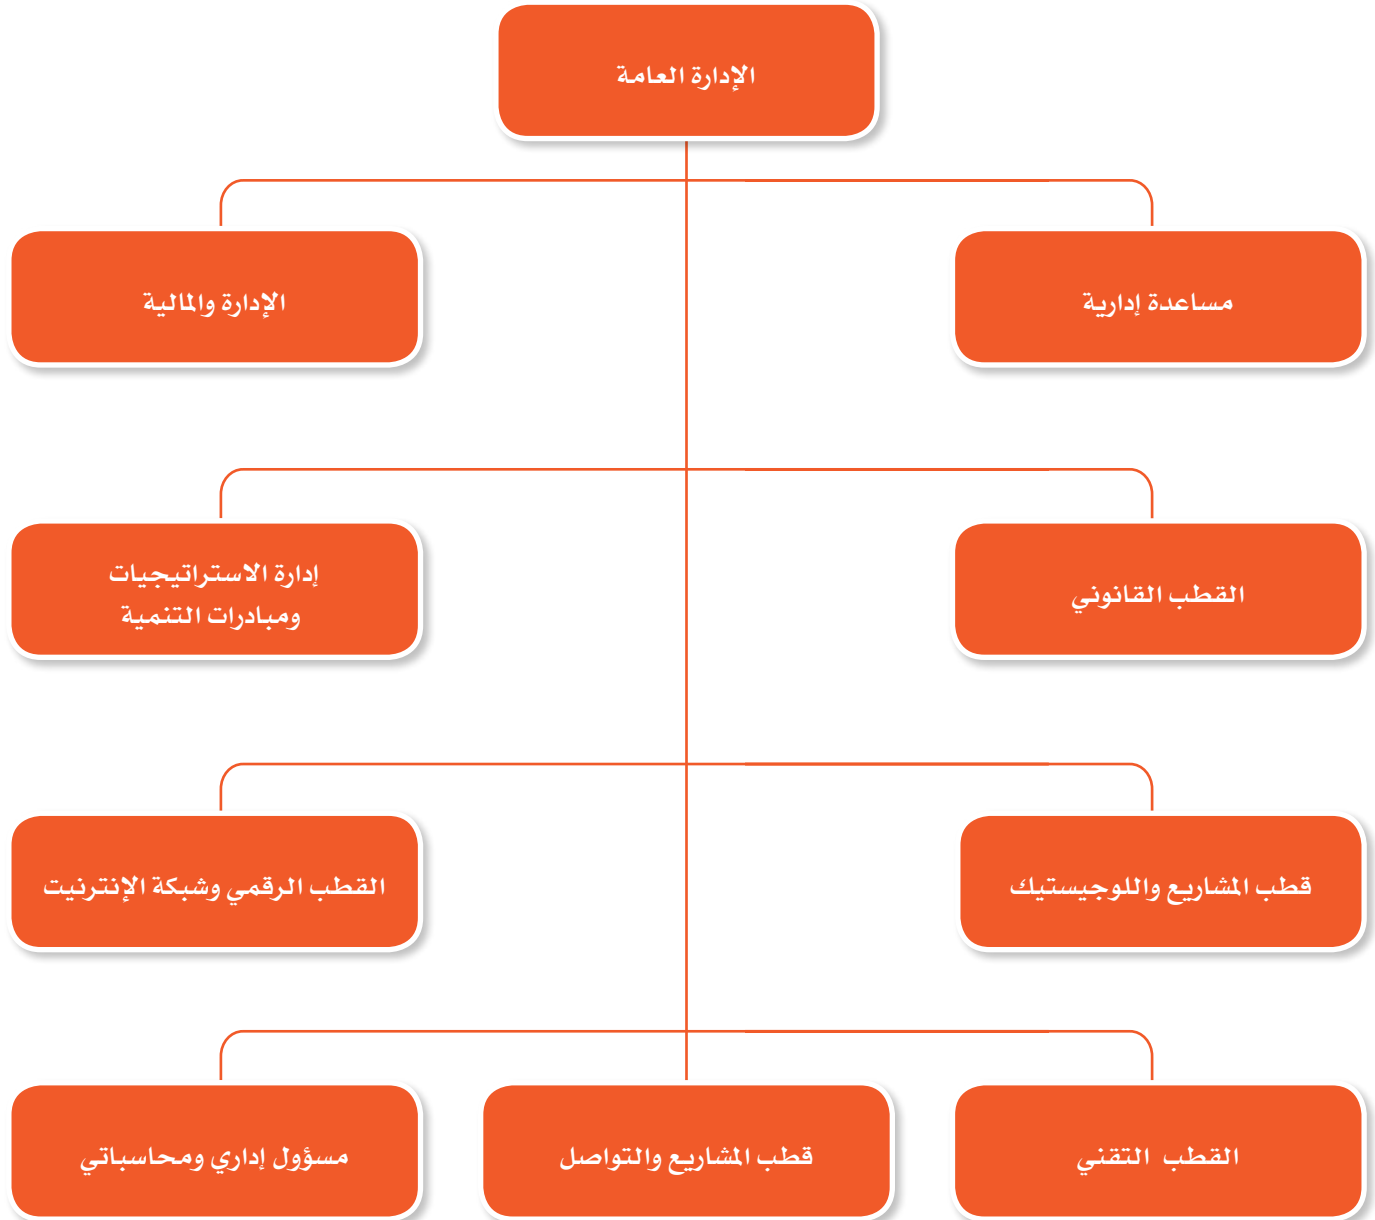 الإدارة العامة
مساعدة إدارية
الإدارة والمالية
القطب القانوني
إدارة الاستراتيجيات
ومبادرات التنمية
قطب المشاريع واللوجيستيك
القطب الرقمي وشبكة الإنترنيت
القطب التقني
قطب المشاريع والتواصل
مسؤول إداري ومحاسباتي